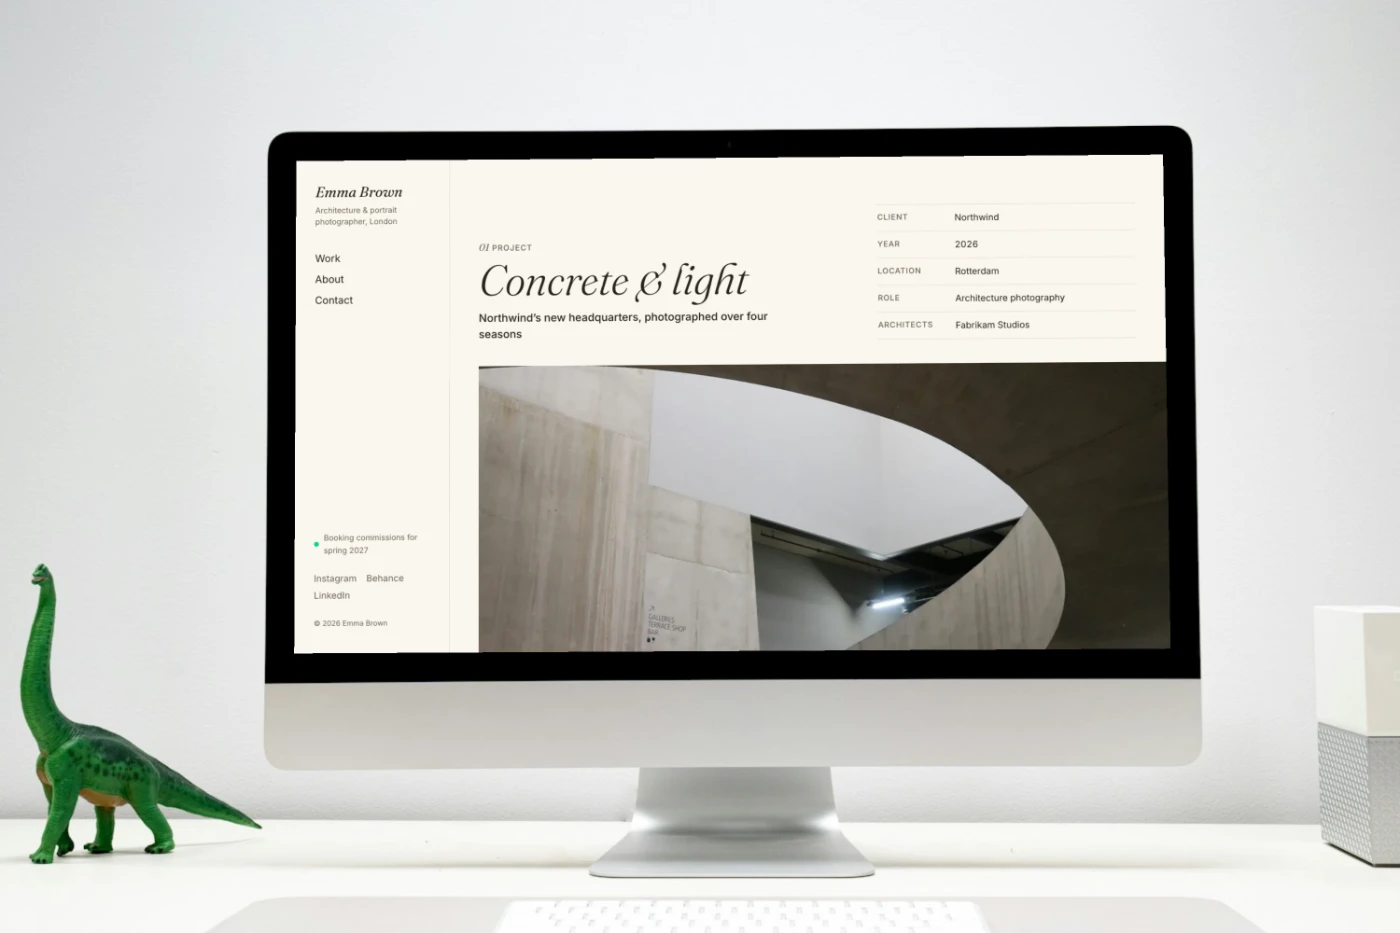 Emma Brown
Architecture & portrait
photographer, London
Work
About
Contact
Booking commissions for
spring 2027
Instagram Behance
LinkedIn
© 2026 Emma Brown
01 PROJECT
Concrete & light
Northwind's new headquarters, photographed over four
seasons
CLIENT Northwind
YEAR 2026
LOCATION Rotterdam
ROLE Architecture photography
ARCHITECTS Fabrikam Studios
GALLERIES
TERRACE SHOP
BAR